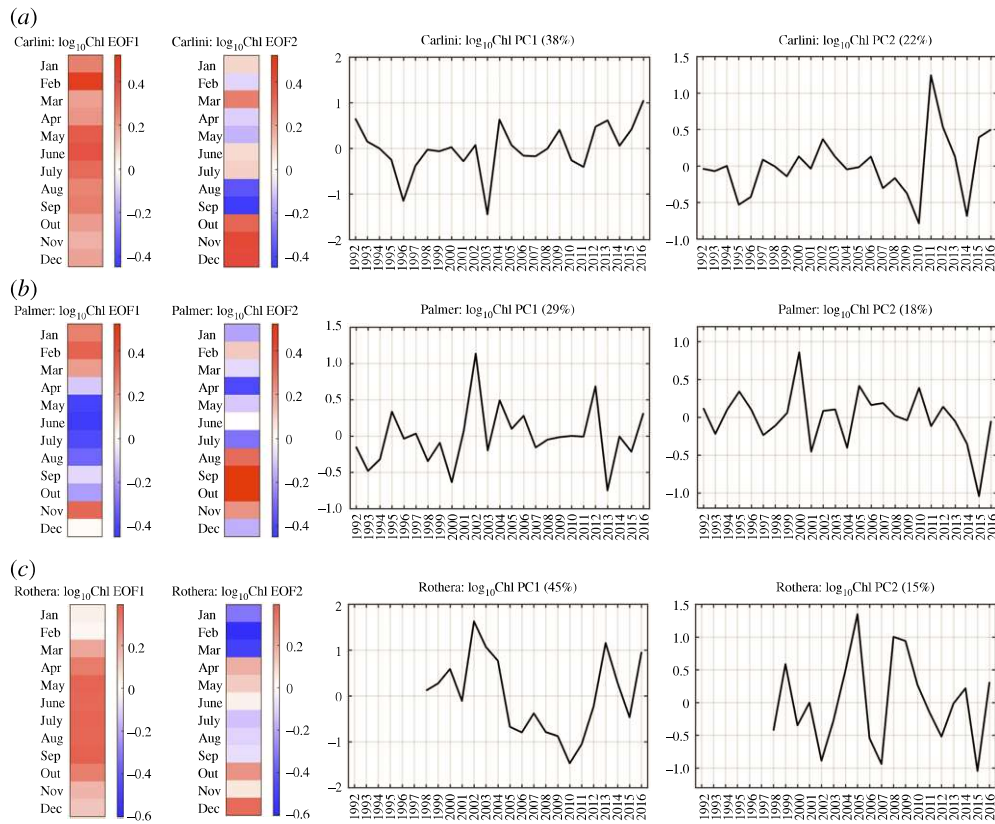 (a)
Carlini: log10Chl EOF1
Jan
Feb
Mar
Apr
May
June
July
Aug
Sep
Out
Nov
Dec
0.4
0.2
0
−0.2
−0.4
Carlini: log10Chl EOF2
Jan
Feb
Mar
Apr
May
June
July
Aug
Sep
Out
Nov
Dec
0.4
0.2
0
−0.2
−0.4
Carlini: log10Chl PC1 (38%)
2
1
0
−1
−2
1992 1993 1994 1995 1996 1997 1998 1999 2000 2001 2002 2003 2004 2005 2006 2007 2008 2009 2010 2011 2012 2013 2014 2015 2016
Carlini: log10Chl PC2 (22%)
1.5
1.0
0.5
0
−0.5
−1.0
1992 1993 1994 1995 1996 1997 1998 1999 2000 2001 2002 2003 2004 2005 2006 2007 2008 2009 2010 2011 2012 2013 2014 2015 2016
(b)
Palmer: log10Chl EOF1
Jan
Feb
Mar
Apr
May
June
July
Aug
Sep
Out
Nov
Dec
0.4
0.2
0
−0.2
−0.4
Palmer: log10Chl EOF2
Jan
Feb
Mar
Apr
May
June
July
Aug
Sep
Out
Nov
Dec
0.4
0.2
0
−0.2
−0.4
Palmer: log10Chl PC1 (29%)
1.5
1.0
0.5
0
−0.5
−1.0
1992 1993 1994 1995 1996 1997 1998 1999 2000 2001 2002 2003 2004 2005 2006 2007 2008 2009 2010 2011 2012 2013 2014 2015 2016
Palmer: log10Chl PC2 (18%)
1.0
0.5
0
−0.5
−1.0
1992 1993 1994 1995 1996 1997 1998 1999 2000 2001 2002 2003 2004 2005 2006 2007 2008 2009 2010 2011 2012 2013 2014 2015 2016
(c)
Rothera: log10Chl EOF1
Jan
Feb
Mar
Apr
May
June
July
Aug
Sep
Oct
Nov
Dec
0.2
0
−0.2
−0.4
−0.6
Rothera: log10Chl EOF2
Jan
Feb
Mar
Apr
May
June
July
Aug
Sep
Out
Nov
Dec
0.2
0
−0.2
−0.4
−0.6
Rothera: log10Chl PC1 (45%)
2
1
0
−1
−2
1992 1993 1994 1995 1996 1997 1998 1999 2000 2001 2002 2003 2004 2005 2006 2007 2008 2009 2010 2011 2012 2013 2014 2015 2016
Rothera: log10Chl PC2 (15%)
1.5
1.0
0.5
0
−0.5
−1.0
1992 1993 1994 1995 1996 1997 1998 1999 2000 2001 2002 2003 2004 2005 2006 2007 2008 2009 2010 2011 2012 2013 2014 2015 2016